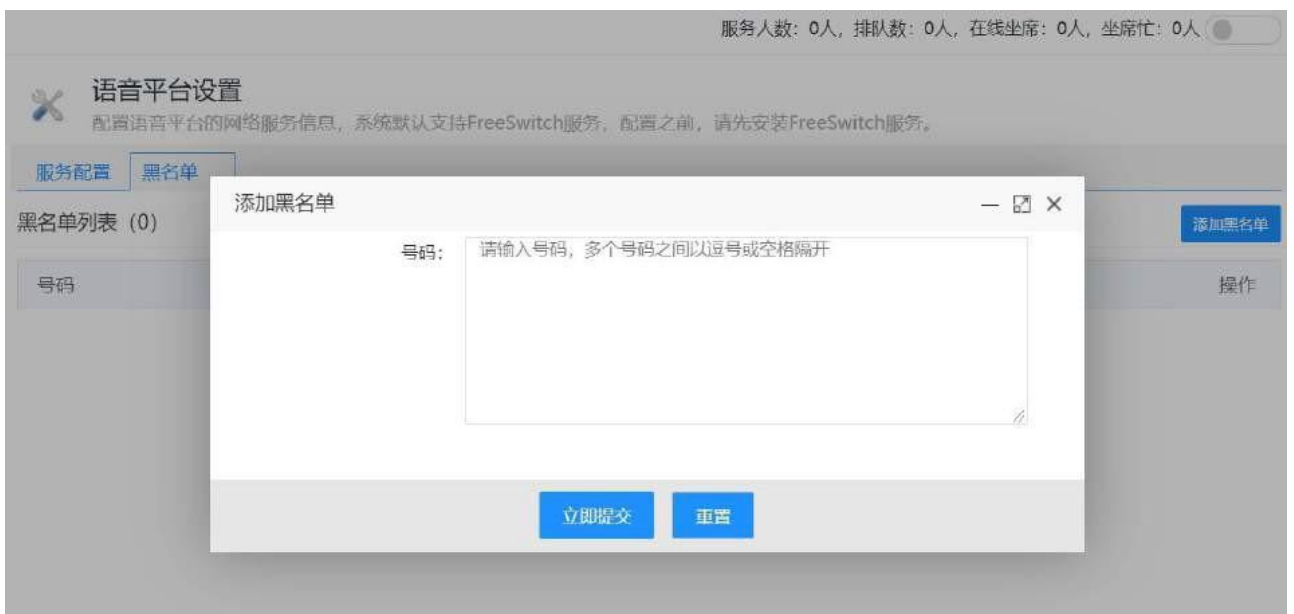 服务人数：0人，排队数：0人，在线坐席：0人，坐席忙：0人
语音平台设置
配置语音平台的网络服务信息，系统默认支持FreeSwitch服务，配置之前，请先安装FreeSwitch服务。
服务配置 黑名单
添加黑名单
黑名单列表（0）
添加黑名单
号码：
请输入号码，多个号码之间以逗号或空格隔开
号码
操作
立即提交 重置